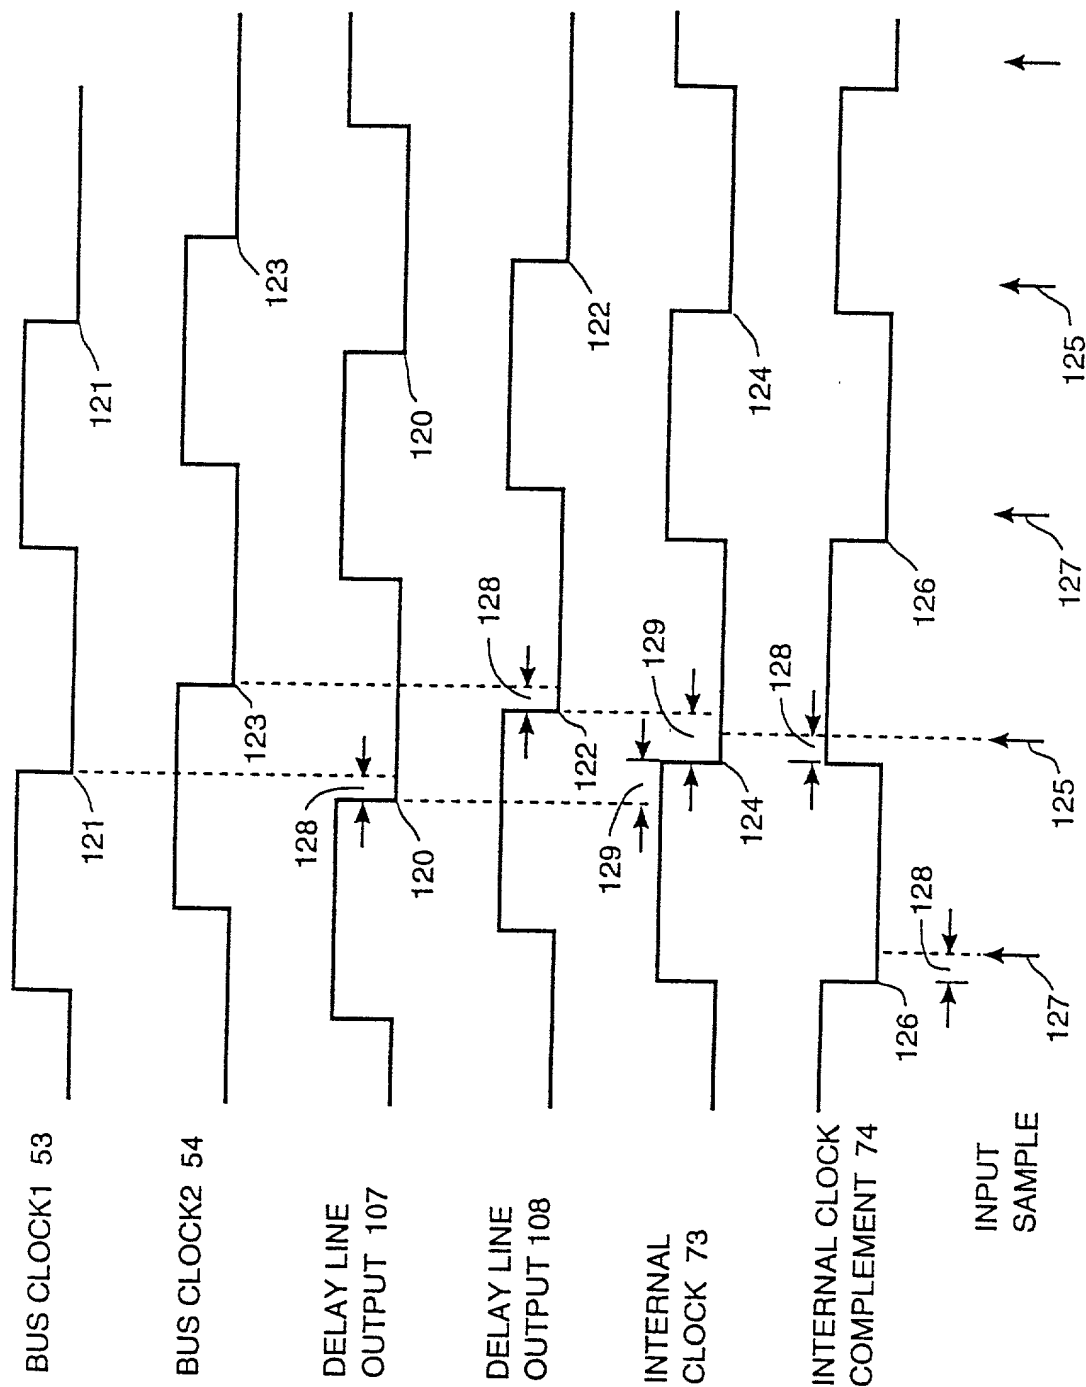 BUS CLOCK1 53
121
121
BUS CLOCK2 54
123
123
DELAY LINE
OUTPUT 107
128
120
120
DELAY LINE
OUTPUT 108
122
128
122
INTERNAL
CLOCK 73
129
129
124
124
INTERNAL CLOCK
COMPLEMENT 74
126
128
128
126
INPUT
SAMPLE
127
125
127
125